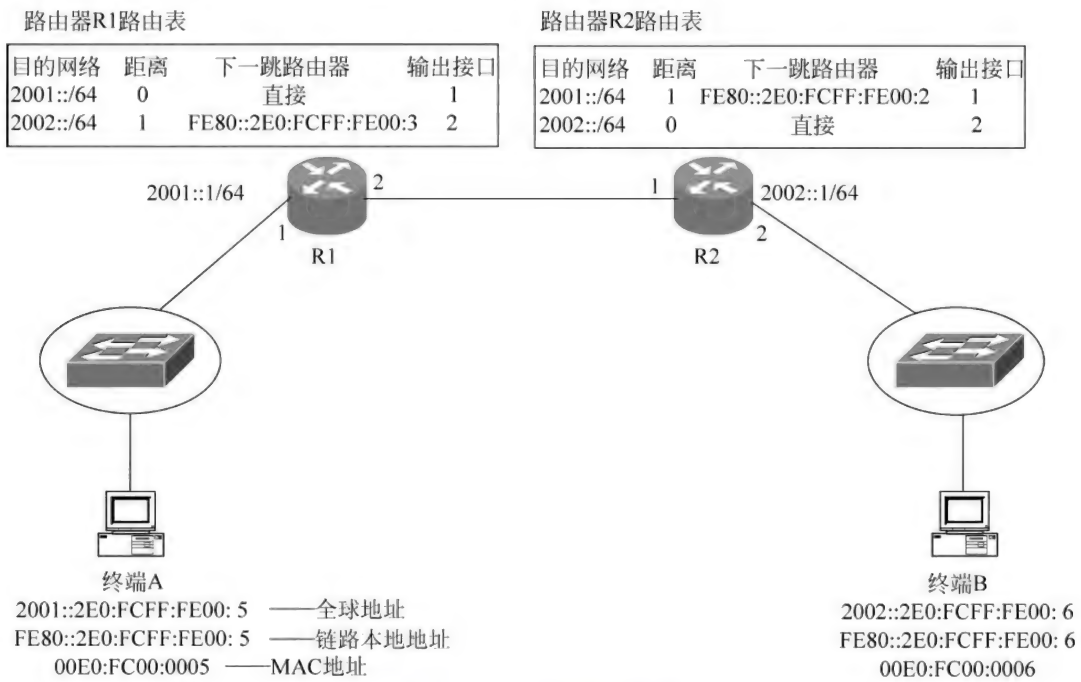 路由器R1路由表
目的网络 距离 下一跳路由器 输出接口
2001::/64 0 直接 1
2002::/64 1 FE80::2E0:FCFF:FE00:3 2
路由器R2路由表
目的网络 距离 下一跳路由器 输出接口
2001::/64 1 FE80::2E0:FCFF:FE00:2 1
2002::/64 0 直接 2
2001::1/64
2
1
R1
1
2002::1/64
2
R2
终端A
2001::2E0:FCFF:FE00: 5 ——全球地址
FE80::2E0:FCFF:FE00: 5 ——链路本地地址
00E0:FC00:0005 ——MAC地址
终端B
2002::2E0:FCFF:FE00: 6
FE80::2E0:FCFF:FE00: 6
00E0:FC00:0006